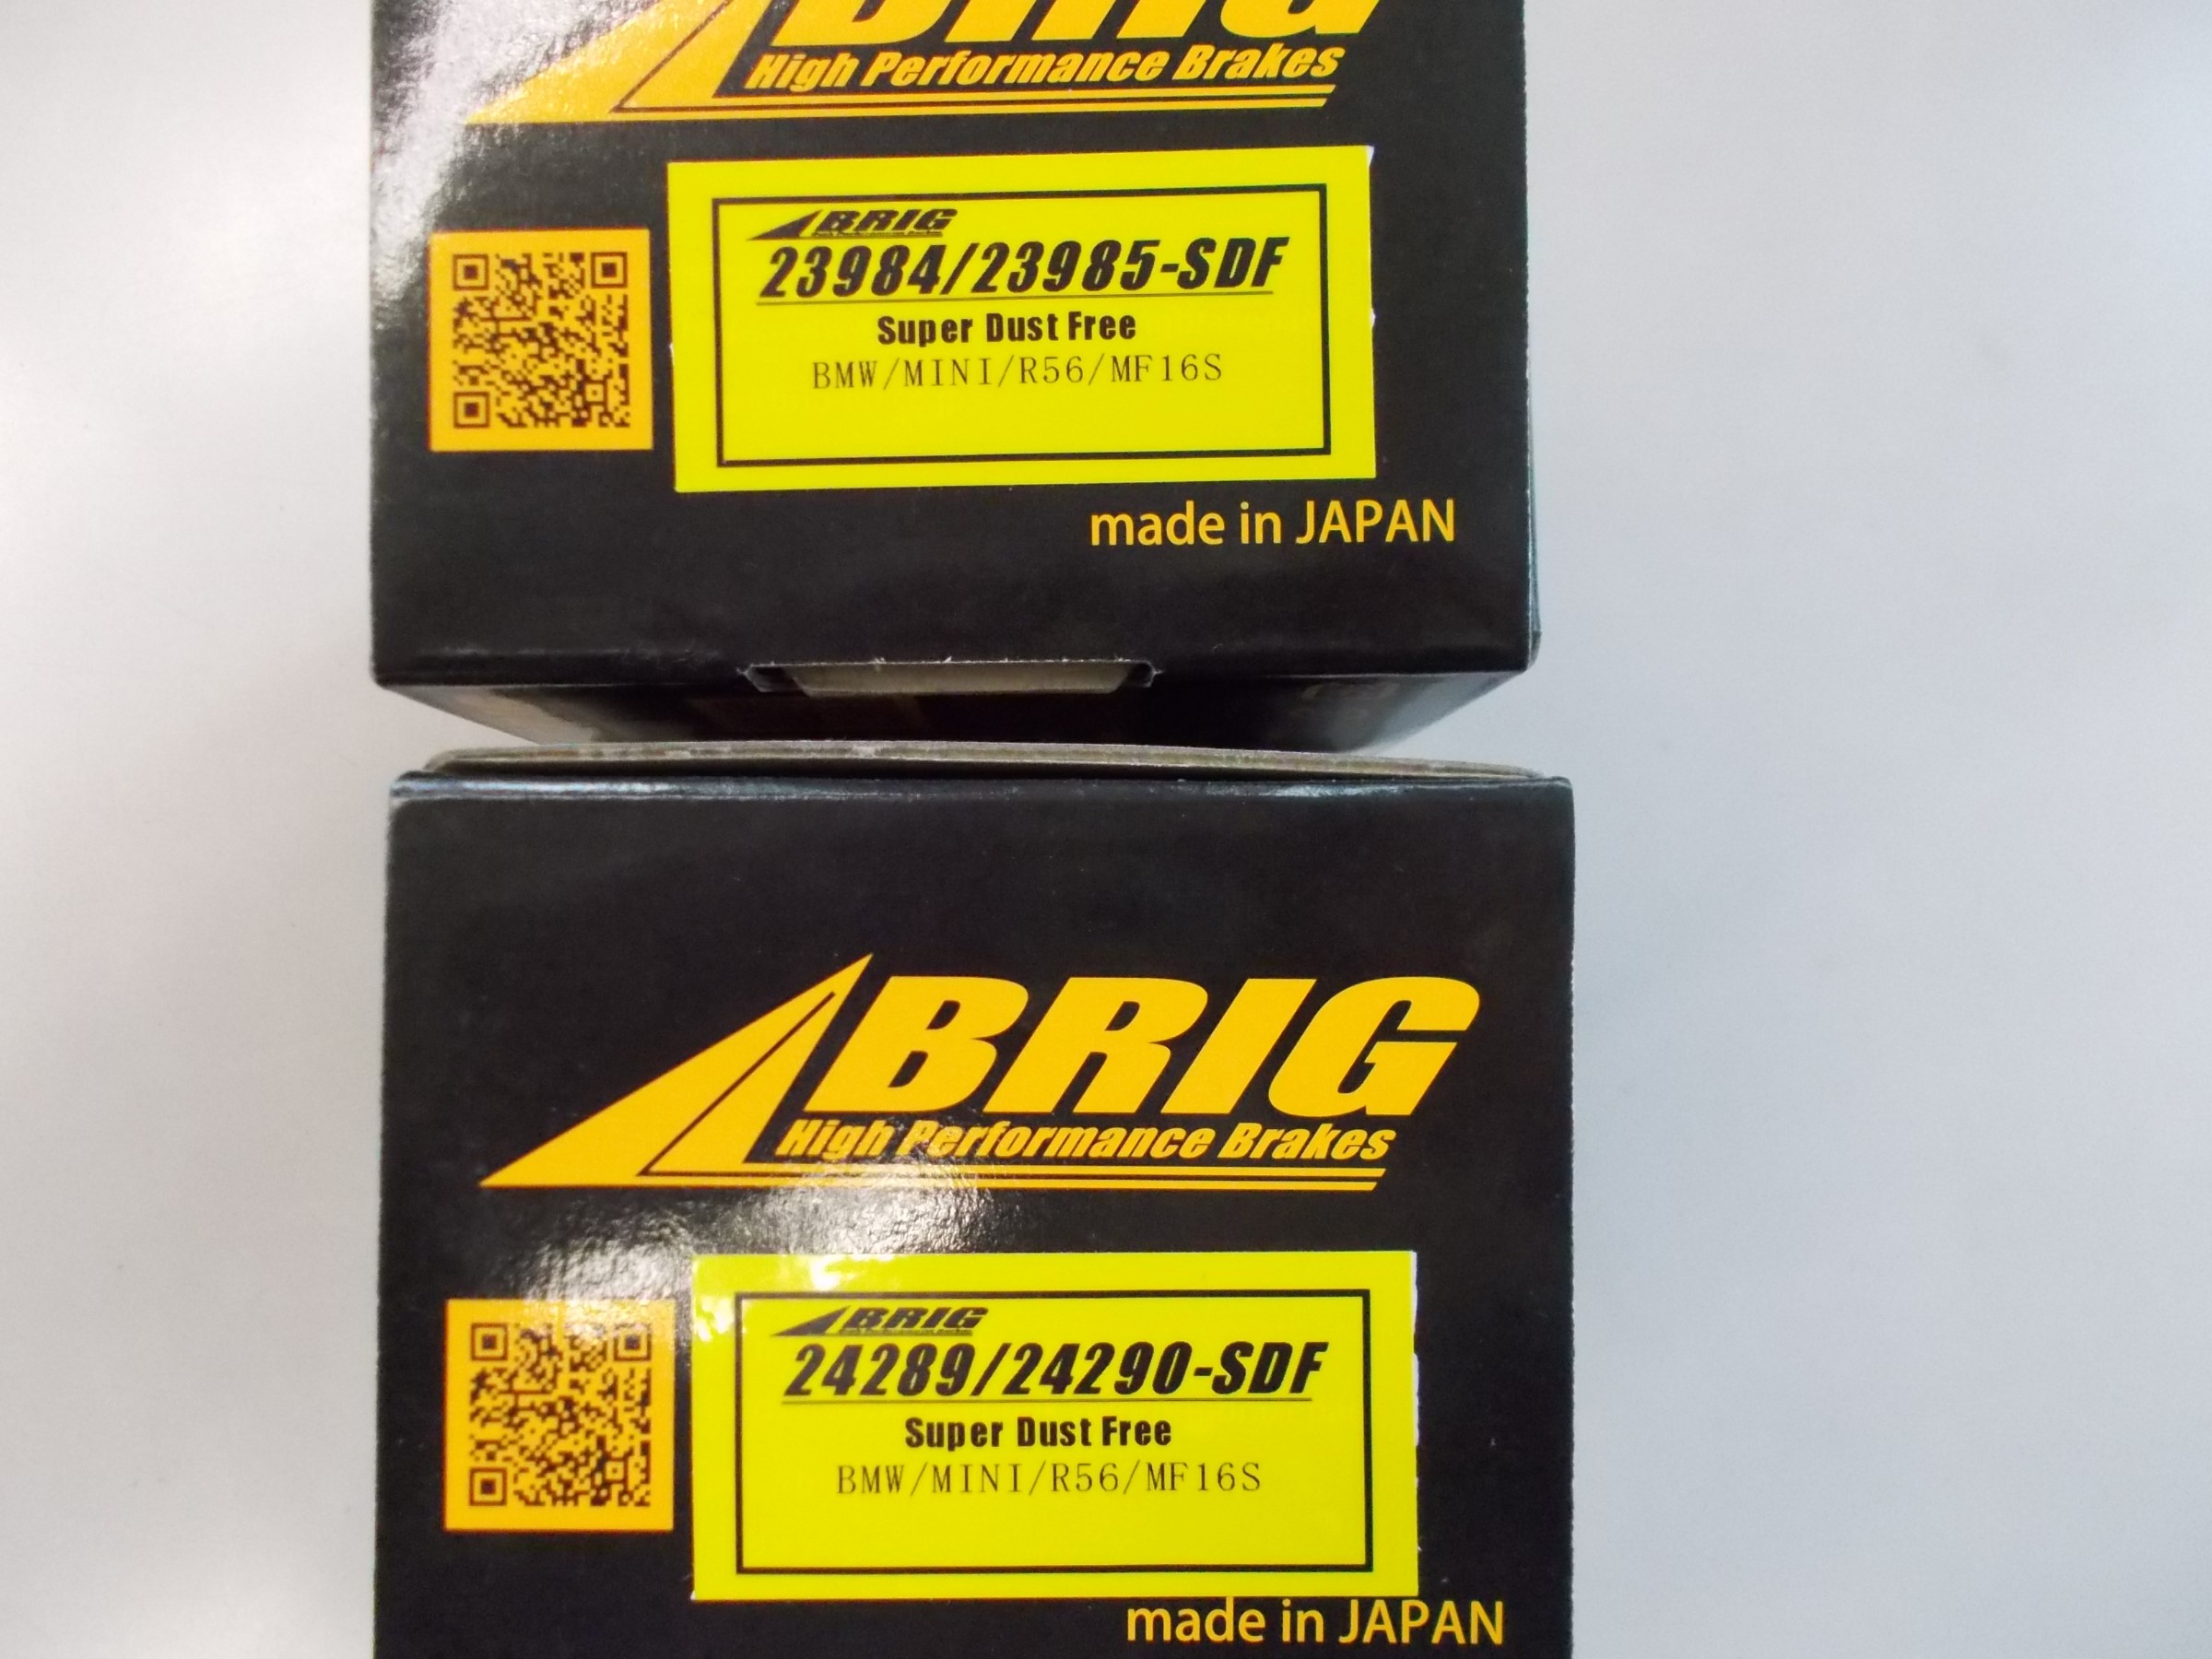 BRIG
High Performance Brakes
BRIG
23984/23985-SDF
Super Dust Free
BMW/MINI/R56/MF16S
made in JAPAN
BRIG
High Performance Brakes
BRIG
24289/24290-SDF
Super Dust Free
BMW/MINI/R56/MF16S
made in JAPAN